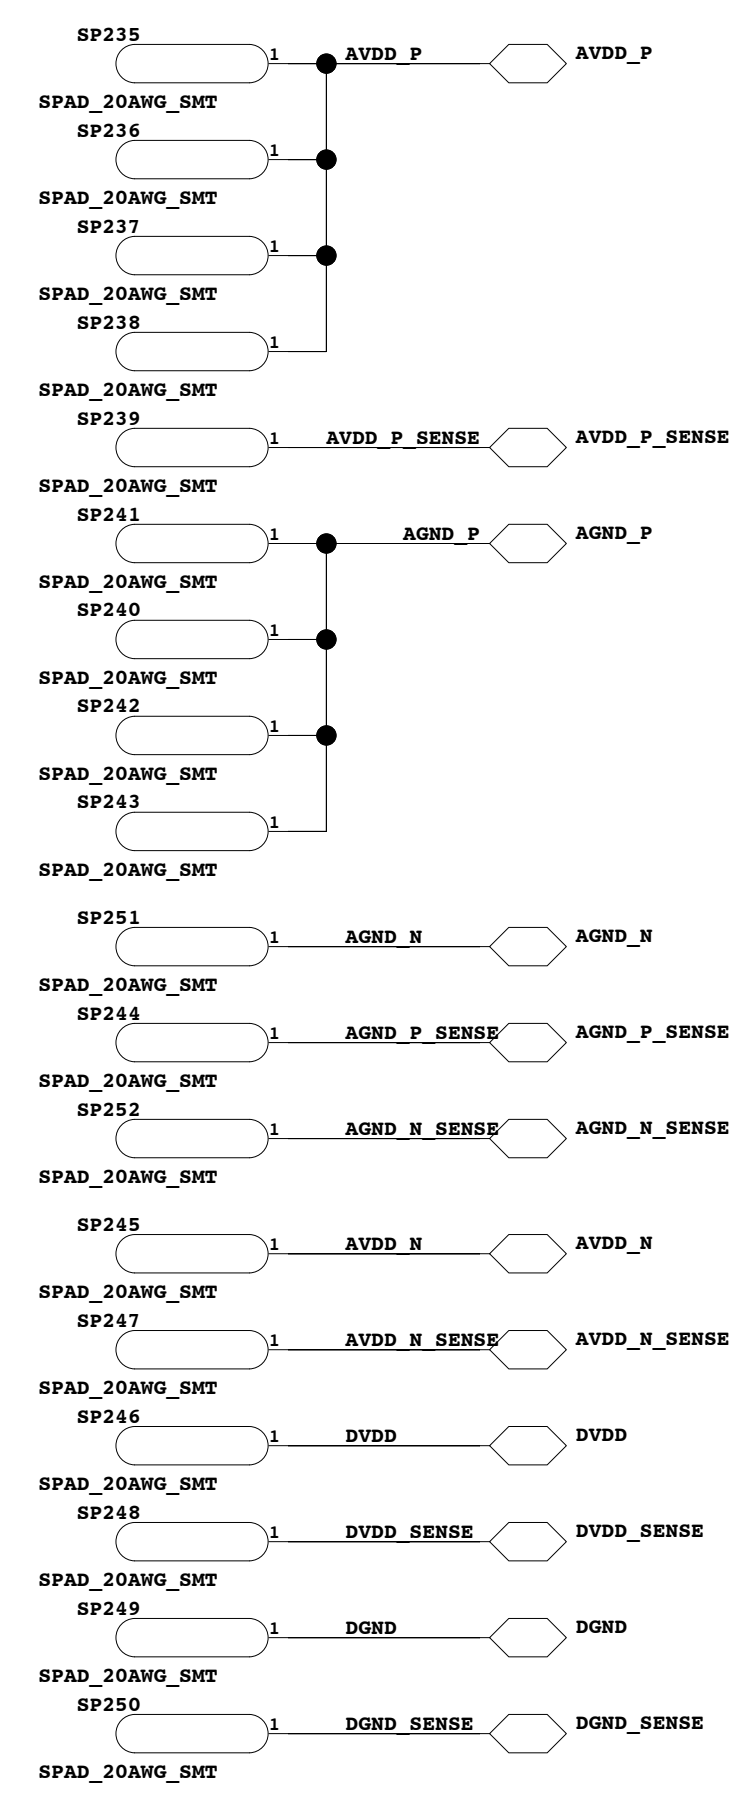 SP235
1 AVDD_P AVDD_P
SPAD_20AWG_SMT
SP236
1
SPAD_20AWG_SMT
SP237
1
SPAD_20AWG_SMT
SP238
1
SPAD_20AWG_SMT
SP239
1 AVDD_P_SENSE AVDD_P_SENSE
SPAD_20AWG_SMT
SP241
1 AGND_P AGND_P
SPAD_20AWG_SMT
SP240
1
SPAD_20AWG_SMT
SP242
1
SPAD_20AWG_SMT
SP243
1
SPAD_20AWG_SMT
SP251
1 AGND_N AGND_N
SPAD_20AWG_SMT
SP244
1 AGND_P_SENSE AGND_P_SENSE
SPAD_20AWG_SMT
SP252
1 AGND_N_SENSE AGND_N_SENSE
SPAD_20AWG_SMT
SP245
1 AVDD_N AVDD_N
SPAD_20AWG_SMT
SP247
1 AVDD_N_SENSE AVDD_N_SENSE
SPAD_20AWG_SMT
SP246
1 DVDD DVDD
SPAD_20AWG_SMT
SP248
1 DVDD_SENSE DVDD_SENSE
SPAD_20AWG_SMT
SP249
1 DGND DGND
SPAD_20AWG_SMT
SP250
1 DGND_SENSE DGND_SENSE
SPAD_20AWG_SMT